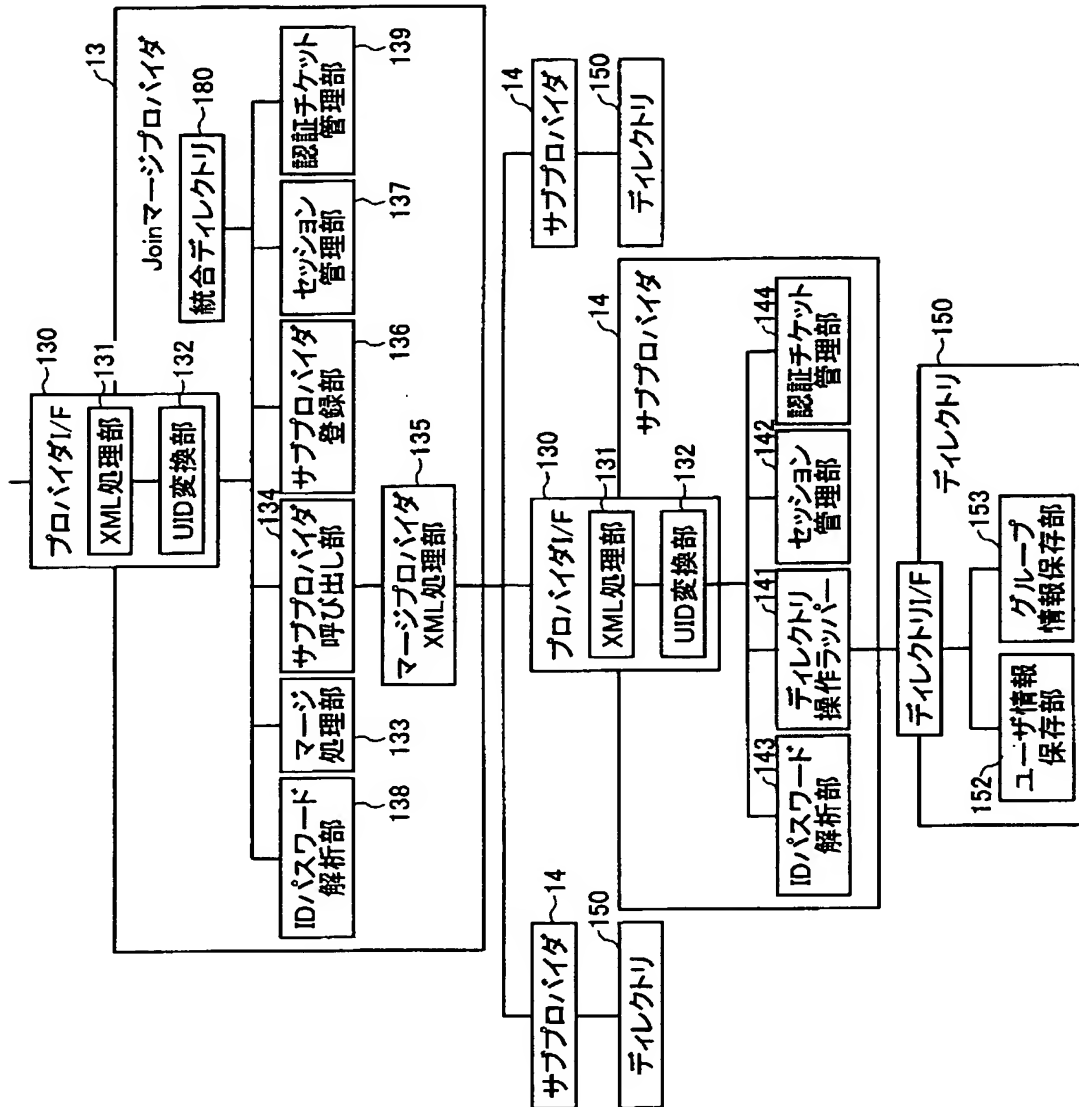 プロバイダI/F
130
XML処理部
131
UID変換部
132
13
Joinマージプロバイダ
統合ディレクトリ
180
IDパスワード
解析部
138
マージ
処理部
133
サブプロバイダ
呼び出し部
134
サブプロバイダ
登録部
136
セッション
管理部
137
認証チケット
管理部
139
マージプロバイダ
XML処理部
135
サブプロバイダ
14
ディレクトリ
150
プロバイダI/F
130
XML処理部
131
UID変換部
132
14
サブプロバイダ
サブプロバイダ
14
ディレクトリ
150
IDパスワード
解析部
143
ディレクトリ
操作ラッパー
141
セッション
管理部
142
認証チケット
管理部
144
ディレクトリI/F
150
ディレクトリ
ユーザ情報
保存部
152
グループ
情報保存部
153